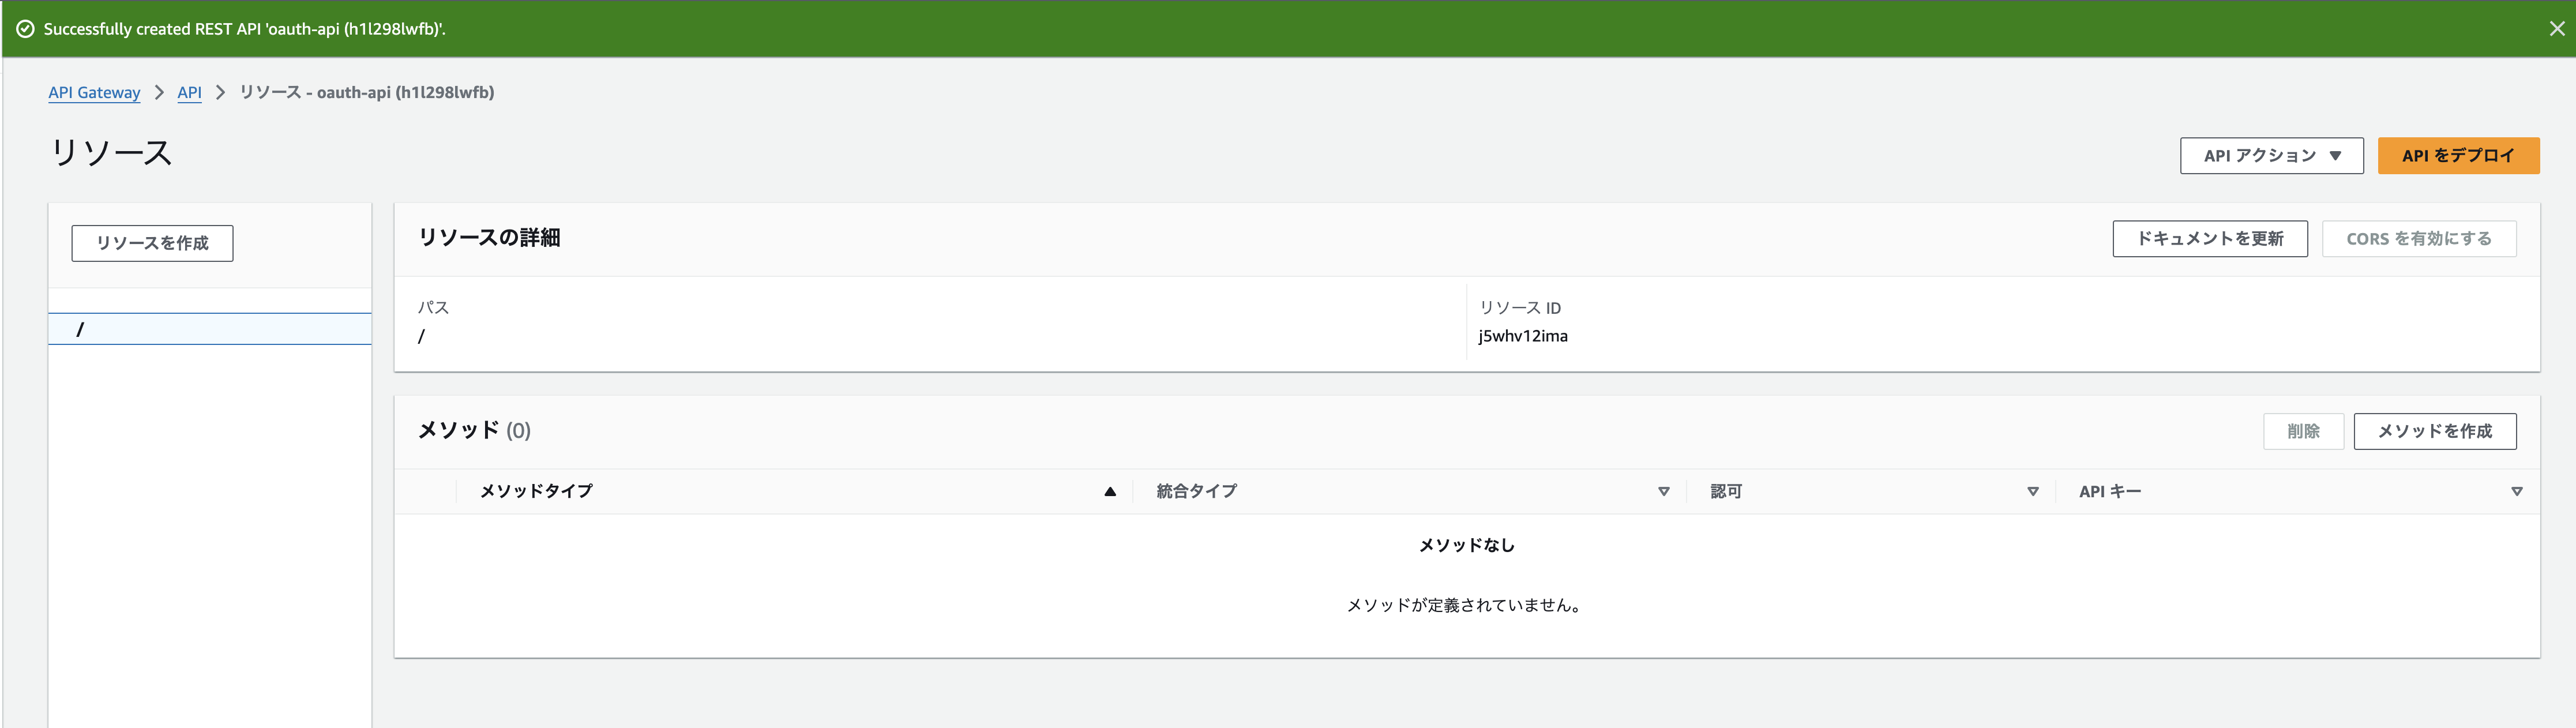 Successfully created REST API 'oauth-api (h1l298lwfb)'.
API Gateway > API > リソース - oauth-api (h1l298lwfb)
リソース
API アクション ▼
API をデプロイ
リソースを作成
/
リソースの詳細
ドキュメントを更新
CORS を有効にする
パス
/
リソース ID
j5whv12ima
メソッド (0)
削除
メソッドを作成
メソッドタイプ
統合タイプ
認可
API キー
メソッドなし
メソッドが定義されていません。